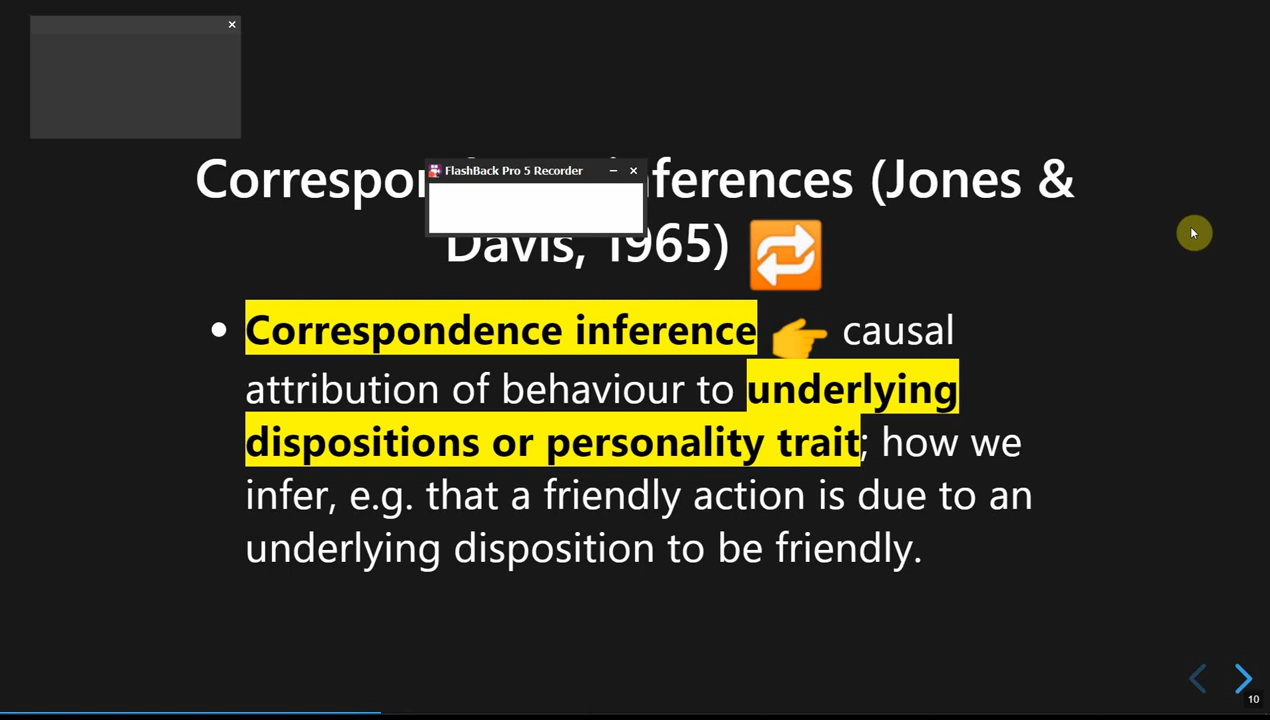 FlashBack Pro 5 Recorder
ferences (Jones &
Davis, 1965)
• Correspondence inference 👉 causal
attribution of behaviour to underlying
dispositions or personality trait; how we
infer, e.g. that a friendly action is due to an
underlying disposition to be friendly.
10